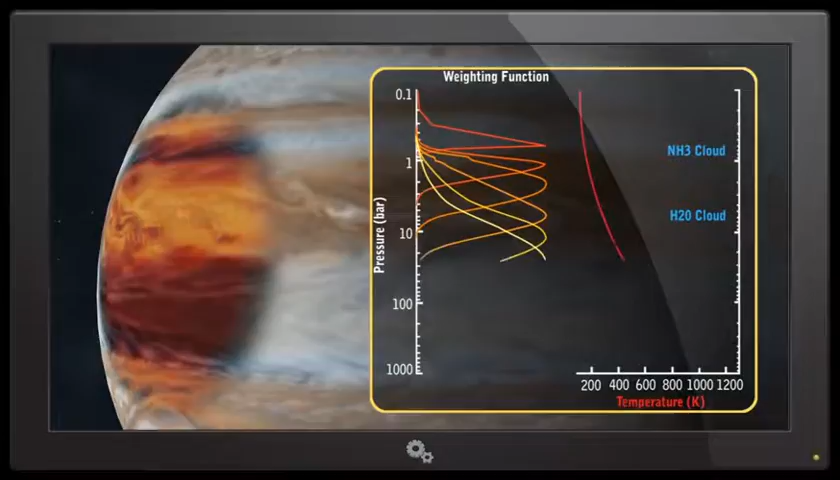 Weighting Function
0.1
1
10
100
1000
Pressure (bar)
NH3 Cloud
H20 Cloud
200 400 600 800 1000 1200
Temperature (K)